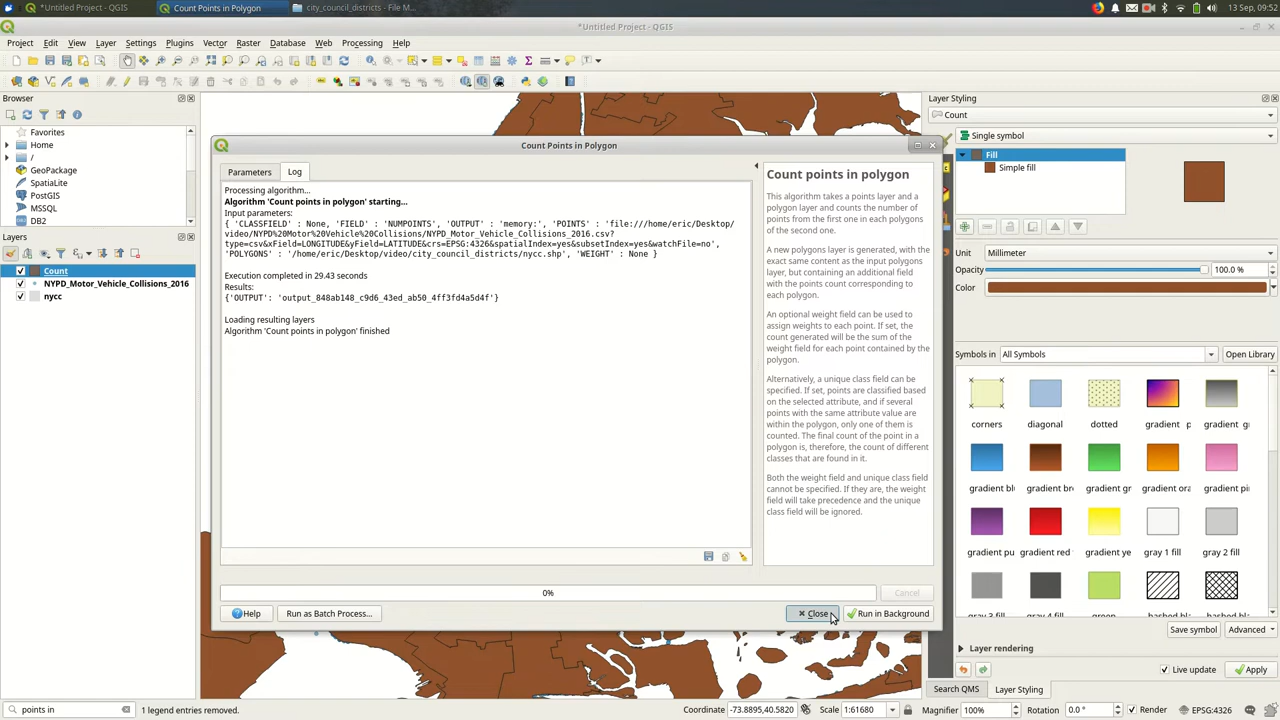 *Untitled Project - QGIS
Count Points in Polygon
city_council_districts - File M...
13 Sep, 09:52
*Untitled Project - QGIS
Project Edit View Layer Settings Plugins Vector Raster Database Web Processing Help
Browser
Favorites
Home
/
GeoPackage
SpatiaLite
PostGIS
MSSQL
DB2
Layers
Count
NYPD_Motor_Vehicle_Collisions_2016
nycc
Count Points in Polygon
Parameters Log
Processing algorithm...
Algorithm 'Count points in polygon' starting...
Input parameters:
{ 'CLASSFIELD' : None, 'FIELD' : 'NUMPOINTS', 'OUTPUT' : 'memory:', 'POINTS' : 'file:///home/eric/Desktop/
video/NYPD%20Motor%20Vehicle%20Collisions/NYPD_Motor_Vehicle_Collisions_2016.csv?
type=csv&xField=LONGITUDE&yField=LATITUDE&crs=EPSG:4326&spatialIndex=yes&subsetIndex=yes&watchFile=no',
'POLYGONS' : '/home/eric/Desktop/video/city_council_districts/nycc.shp', 'WEIGHT' : None }
Execution completed in 29.43 seconds
Results:
{'OUTPUT': 'output_848ab148_c9d6_43ed_ab50_4ff3fd4a5d4f'}
Loading resulting layers
Algorithm 'Count points in polygon' finished
Count points in polygon
This algorithm takes a points layer and a
polygon layer and counts the number of
points from the first one in each polygons
of the second one.
A new polygons layer is generated, with the
exact same content as the input polygons
layer, but containing an additional field
with the points count corresponding to
each polygon.
An optional weight field can be used to
assign weights to each point. If set, the
count generated will be the sum of the
weight field for each point contained by the
polygon.
Alternatively, a unique class field can be
specified. If set, points are classified based
on the selected attribute, and if several
points with the same attribute value are
within the polygon, only one of them is
counted. The final count of the point in a
polygon is, therefore, the count of different
classes that are found in it.
Both the weight field and unique class field
cannot be specified. If they are, the weight
field will take precedence and the unique
class field will be ignored.
0%
Cancel
Help
Run as Batch Process...
Close
Run in Background
Layer Styling
Count
Single symbol
Fill
Simple fill
Unit
Millimeter
Opacity
100.0 %
Color
Symbols in
All Symbols
Open Library
corners diagonal dotted gradient p gradient g
gradient bl gradient br gradient gr gradient ora gradient pi
gradient pu gradient red gradient ye gray 1 fill gray 2 fill
gray 3 fill gray 4 fill green hashed bl hashed bl
Save symbol
Advanced
Layer rendering
Live update
Apply
Search QMS
Layer Styling
points in
1 legend entries removed.
Coordinate
-73.8895,40.5820
Scale
1:61680
Magnifier
100%
Rotation
0.0 °
Render
EPSG:4326